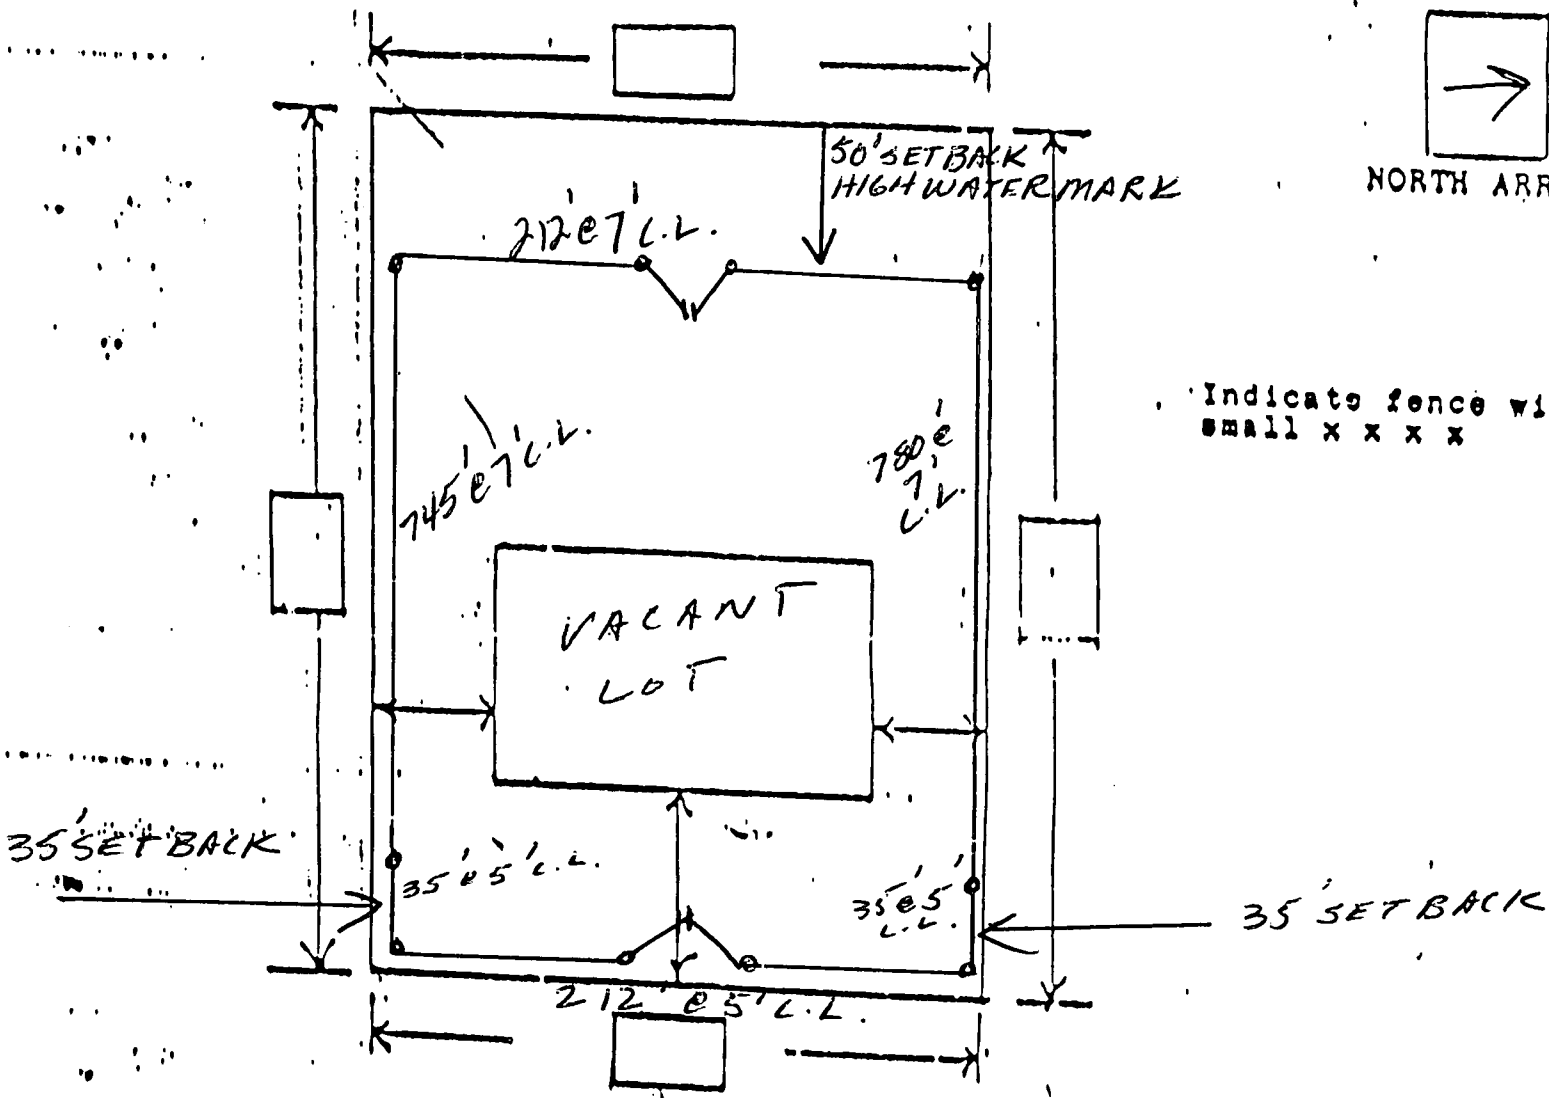 50' SETBACK
HIGH WATER MARK
NORTH ARR
212' @ 7' C.L.
Indicate fence wi
small x x x x
745' @ 7' C.L.
780' @
7'
C.L.
VACANT
LOT
35' SETBACK
35' @ 5' C.L.
35' @ 5'
C.L.
35' SETBACK
212' @ 5' C.L.